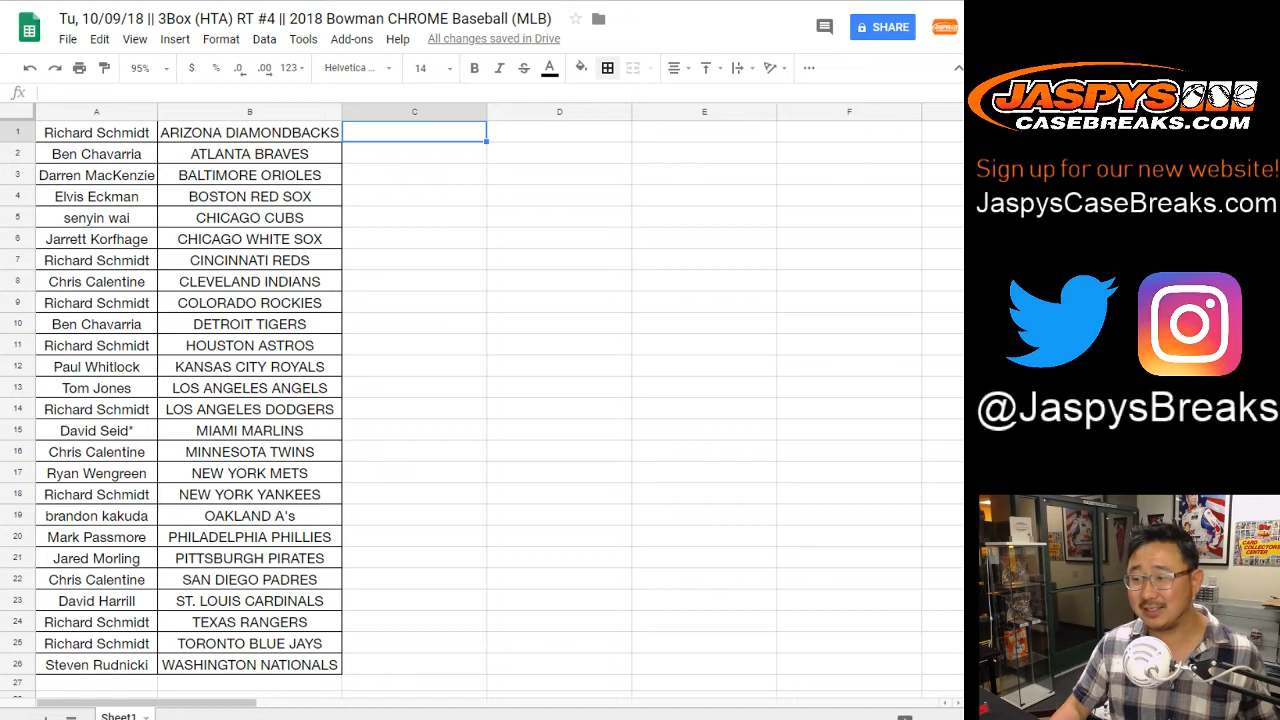 Tu, 10/09/18 || 3Box (HTA) RT #4 || 2018 Bowman CHROME Baseball (MLB)
File Edit View Insert Format Data Tools Add-ons Help All changes saved in Drive
SHARE
95% $ % .0 .00 123 Helvetica ... 14 B I S A
fx
A B C D E F
1 Richard Schmidt ARIZONA DIAMONDBACKS
2 Ben Chavarria ATLANTA BRAVES
3 Darren MacKenzie BALTIMORE ORIOLES
4 Elvis Eckman BOSTON RED SOX
5 senyin wai CHICAGO CUBS
6 Jarrett Korfhage CHICAGO WHITE SOX
7 Richard Schmidt CINCINNATI REDS
8 Chris Calentine CLEVELAND INDIANS
9 Richard Schmidt COLORADO ROCKIES
10 Ben Chavarria DETROIT TIGERS
11 Richard Schmidt HOUSTON ASTROS
12 Paul Whitlock KANSAS CITY ROYALS
13 Tom Jones LOS ANGELES ANGELS
14 Richard Schmidt LOS ANGELES DODGERS
15 David Seid* MIAMI MARLINS
16 Chris Calentine MINNESOTA TWINS
17 Ryan Wengreen NEW YORK METS
18 Richard Schmidt NEW YORK YANKEES
19 brandon kakuda OAKLAND A's
20 Mark Passmore PHILADELPHIA PHILLIES
21 Jared Morling PITTSBURGH PIRATES
22 Chris Calentine SAN DIEGO PADRES
23 David Harrill ST. LOUIS CARDINALS
24 Richard Schmidt TEXAS RANGERS
25 Richard Schmidt TORONTO BLUE JAYS
26 Steven Rudnicki WASHINGTON NATIONALS
27
Sheet1
JASPYS
CASEBREAKS.COM
Sign up for our new website!
JaspysCaseBreaks.com
@JaspysBreaks
CARD
COLLECTORS
CENTER